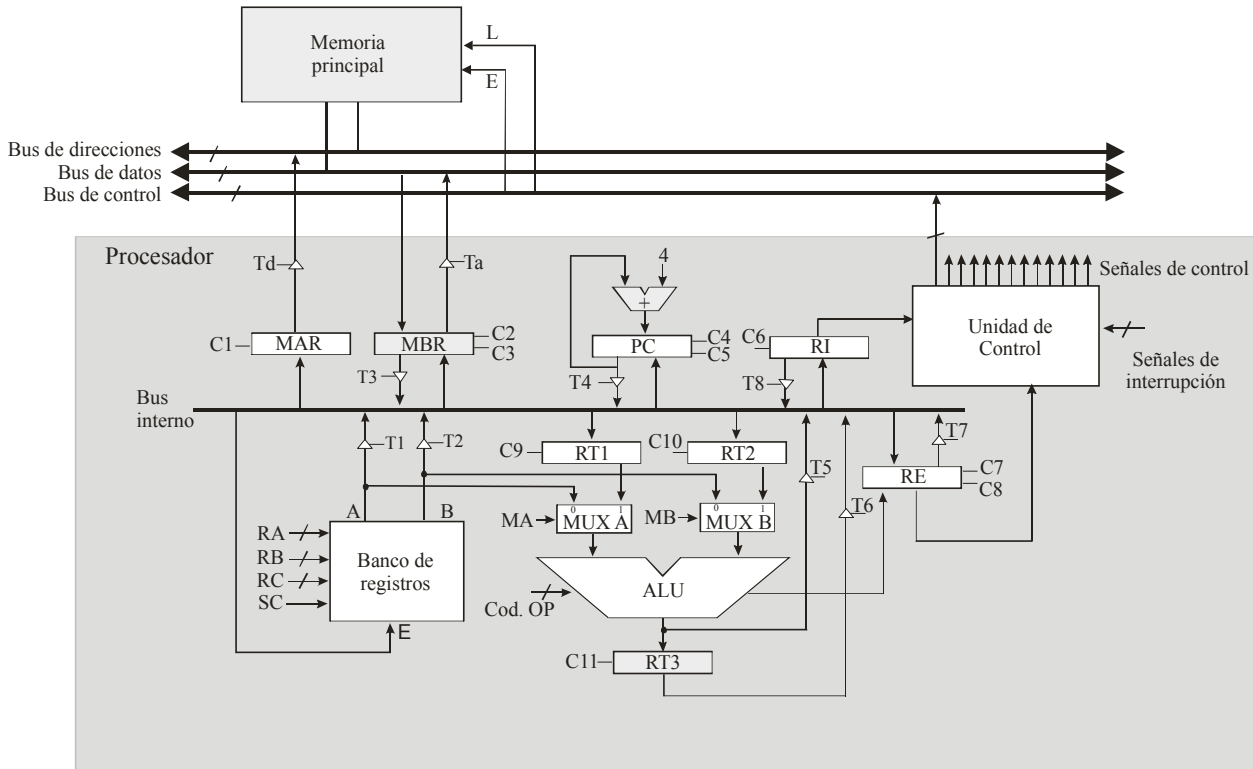 Memoria
principal
L
E
Bus de direcciones
Bus de datos
Bus de control
Procesador
Td
Ta
4
+
Señales de control
C1
MAR
MBR
C2
C3
PC
C4
C5
C6
RI
Unidad de
Control
Señales de
interrupción
T3
T4
T8
Bus
interno
T1
T2
C9
RT1
C10
RT2
T5
T7
RE
C7
C8
T6
A
B
MA
0
1
MUX A
MB
0
1
MUX B
RA
RB
RC
SC
Banco de
registros
E
Cod. OP
ALU
C11
RT3